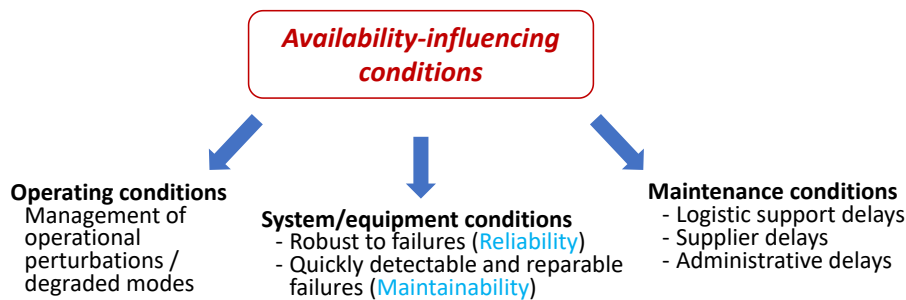 Availability-influencing
conditions
Operating conditions
Management of
operational
perturbations /
degraded modes
System/equipment conditions
- Robust to failures (Reliability)
- Quickly detectable and reparable
failures (Maintainability)
Maintenance conditions
- Logistic support delays
- Supplier delays
- Administrative delays